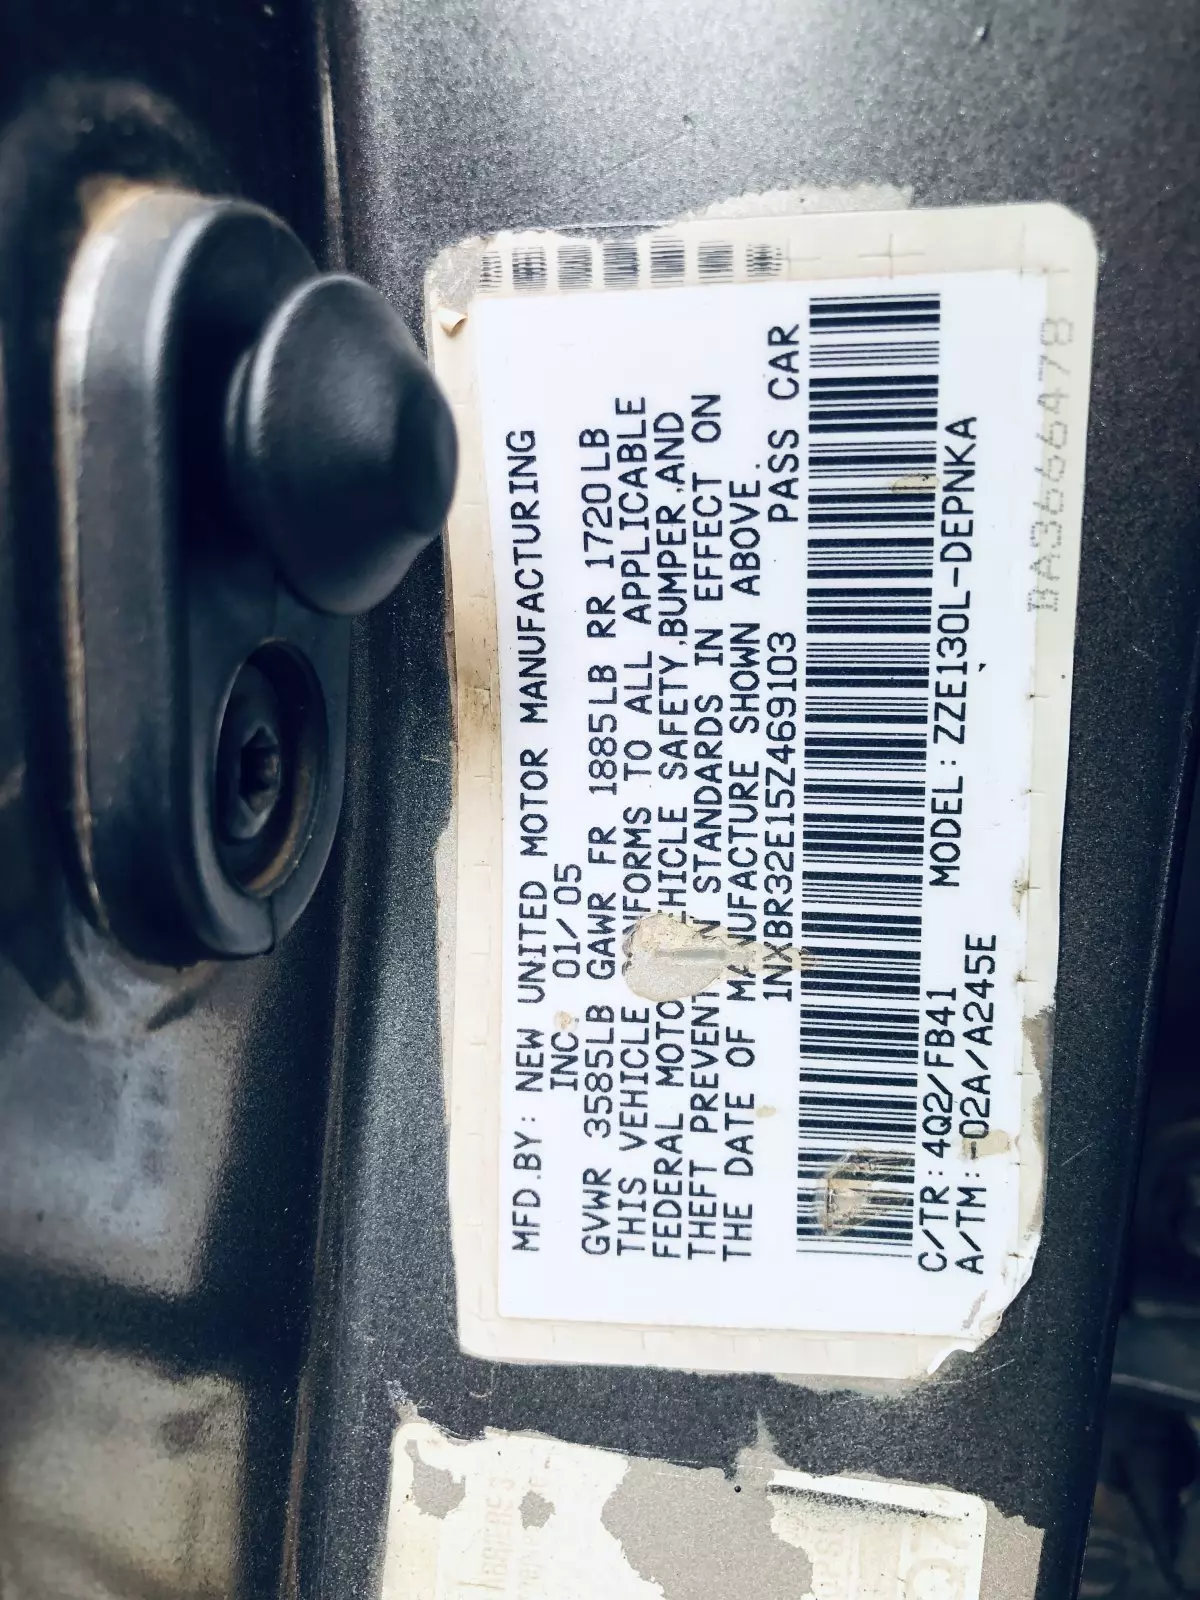 MFD.BY: NEW UNITED MOTOR MANUFACTURING
INC. 01/05
GVWR 3585LB GAWR FR 1885LB RR 1720LB
THIS VEHICLE CONFORMS TO ALL APPLICABLE
FEDERAL MOTOR VEHICLE SAFETY,BUMPER,AND
THEFT PREVENTION STANDARDS IN EFFECT ON
THE DATE OF MANUFACTURE SHOWN ABOVE.
1NXBR32E15Z469103 PASS CAR
C/TR: 4Q2/FB41 MODEL: ZZE130L-DEPNKA
A/TM: -02A/A245E
DA3666478